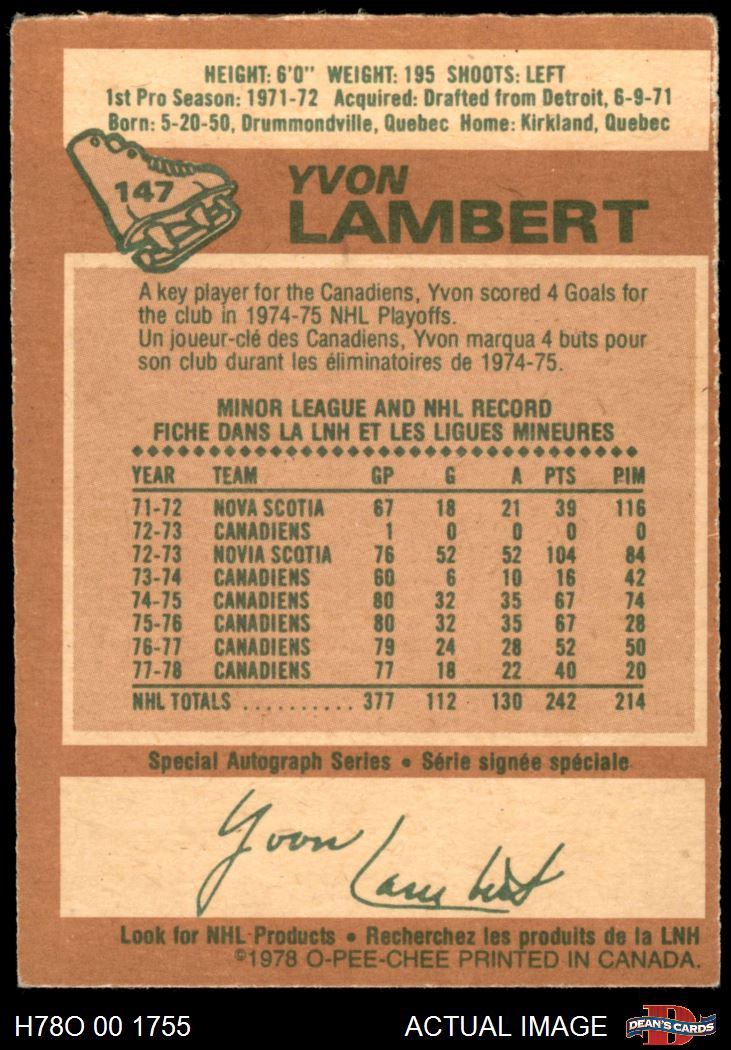 HEIGHT: 6'0" WEIGHT: 195 SHOOTS: LEFT
1st Pro Season: 1971-72 Acquired: Drafted from Detroit, 6-9-71
Born: 5-20-50, Drummondville, Quebec Home: Kirkland, Quebec
147
YVON
LAMBERT
A key player for the Canadiens, Yvon scored 4 Goals for
the club in 1974-75 NHL Playoffs.
Un joueur-clé des Canadiens, Yvon marqua 4 buts pour
son club durant les éliminatoires de 1974-75.
MINOR LEAGUE AND NHL RECORD
FICHE DANS LA LNH ET LES LIGUES MINEURES
YEAR TEAM GP G A PTS PIM
71-72 NOVA SCOTIA 67 18 21 39 116
72-73 CANADIENS 1 0 0 0 0
72-73 NOVIA SCOTIA 76 52 52 104 84
73-74 CANADIENS 60 6 10 16 42
74-75 CANADIENS 80 32 35 67 74
75-76 CANADIENS 80 32 35 67 28
76-77 CANADIENS 79 24 28 52 50
77-78 CANADIENS 77 18 22 40 20
NHL TOTALS .......... 377 112 130 242 214
Special Autograph Series • Série signée spéciale
Yvon Lambert
Look for NHL Products • Recherchez les produits de la LNH
©1978 O-PEE-CHEE PRINTED IN CANADA.
H78O 00 1755 ACTUAL IMAGE D DEAN'S CARDS